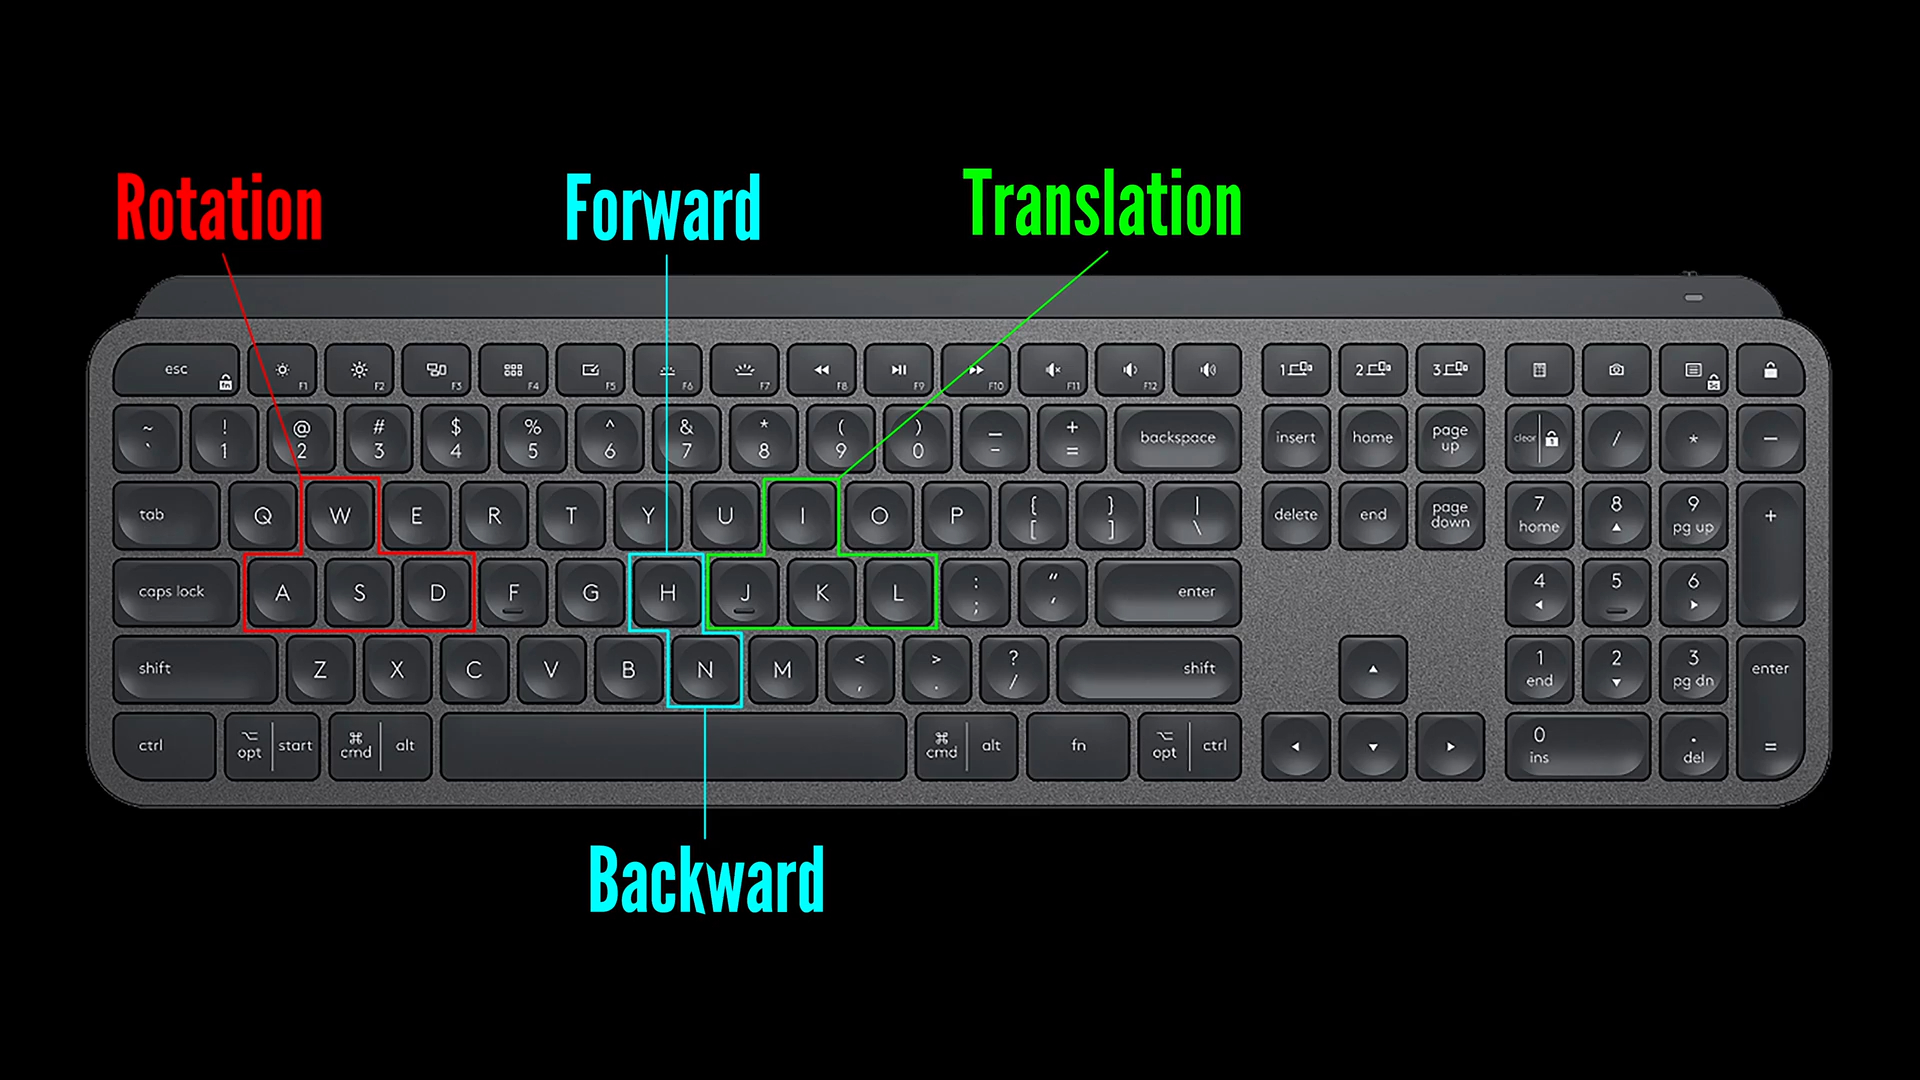 Rotation Forward Translation
esc F1 F2 F3 F4 F5 F6 F7 F8 F9 F10 F11 F12 1 2 3
~ ` ! 1 @ 2 # 3 $ 4 % 5 ^ 6 & 7 * 8 ( 9 ) 0 — - + = backspace insert home page up clear / * −
tab Q W E R T Y U I O P { [ } ] | \ delete end page down 7 home 8 9 pg up +
caps lock A S D F G H J K L : ; “ ‘ enter 4 5 6
shift Z X C V B N M < , > . ? / shift 1 end 2 3 pg dn enter =
ctrl opt start cmd alt cmd alt fn opt ctrl 0 ins . del
Backward